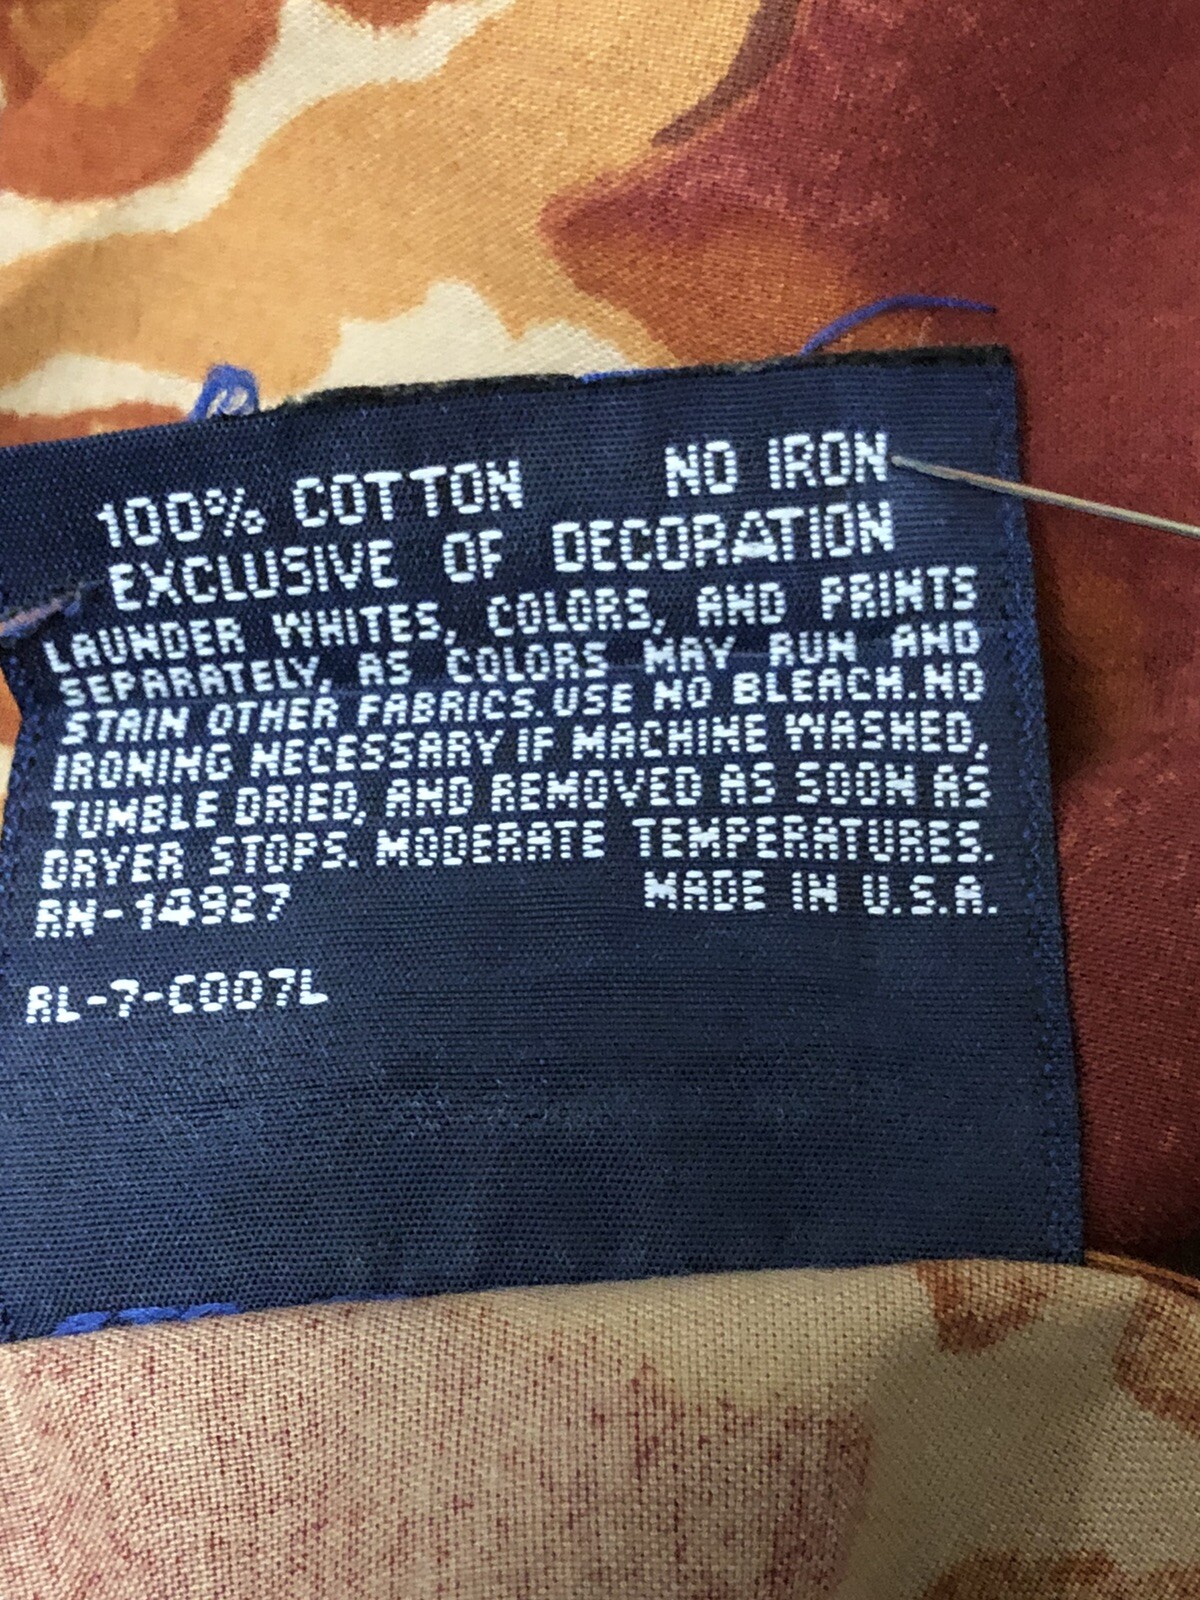 100% COTTON NO IRON
EXCLUSIVE OF DECORATION
LAUNDER WHITES, COLORS, AND PRINTS
SEPARATELY, AS COLORS MAY RUN AND
STAIN OTHER FABRICS. USE NO BLEACH. NO
IRONING NECESSARY IF MACHINE WASHED,
TUMBLE DRIED, AND REMOVED AS SOON AS
DRYER STOPS. MODERATE TEMPERATURES.
RN-14927 MADE IN U.S.A.
RL-7-C007L